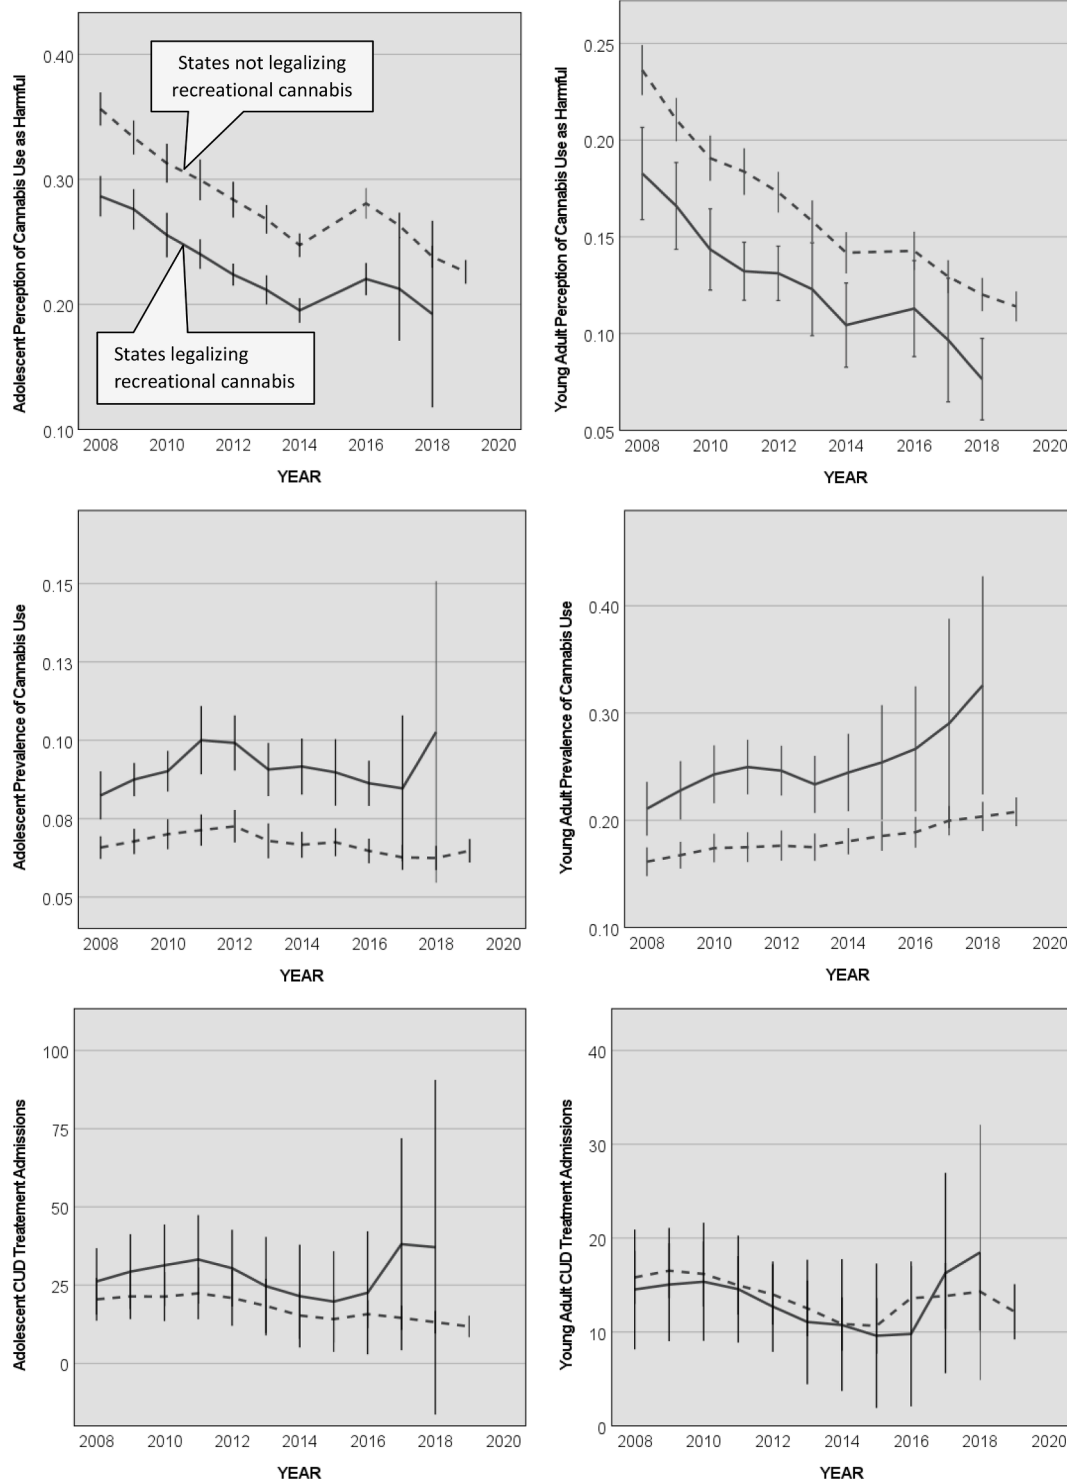 Adolescent Perception of Cannabis Use as Harmful
0.40
0.30
0.20
0.10
States not legalizing
recreational cannabis
States legalizing
recreational cannabis
2008 2010 2012 2014 2016 2018 2020
YEAR
Young Adult Perception of Cannabis Use as Harmful
0.25
0.20
0.15
0.10
0.05
2008 2010 2012 2014 2016 2018 2020
YEAR
Adolescent Prevalence of Cannabis Use
0.15
0.13
0.10
0.08
0.05
2008 2010 2012 2014 2016 2018 2020
YEAR
Young Adult Prevalence of Cannabis Use
0.40
0.30
0.20
0.10
2008 2010 2012 2014 2016 2018 2020
YEAR
Adolescent CUD Treatement Admissions
100
75
50
25
0
2008 2010 2012 2014 2016 2018 2020
YEAR
Young Adult CUD Treatment Admissions
40
30
20
10
0
2008 2010 2012 2014 2016 2018 2020
YEAR